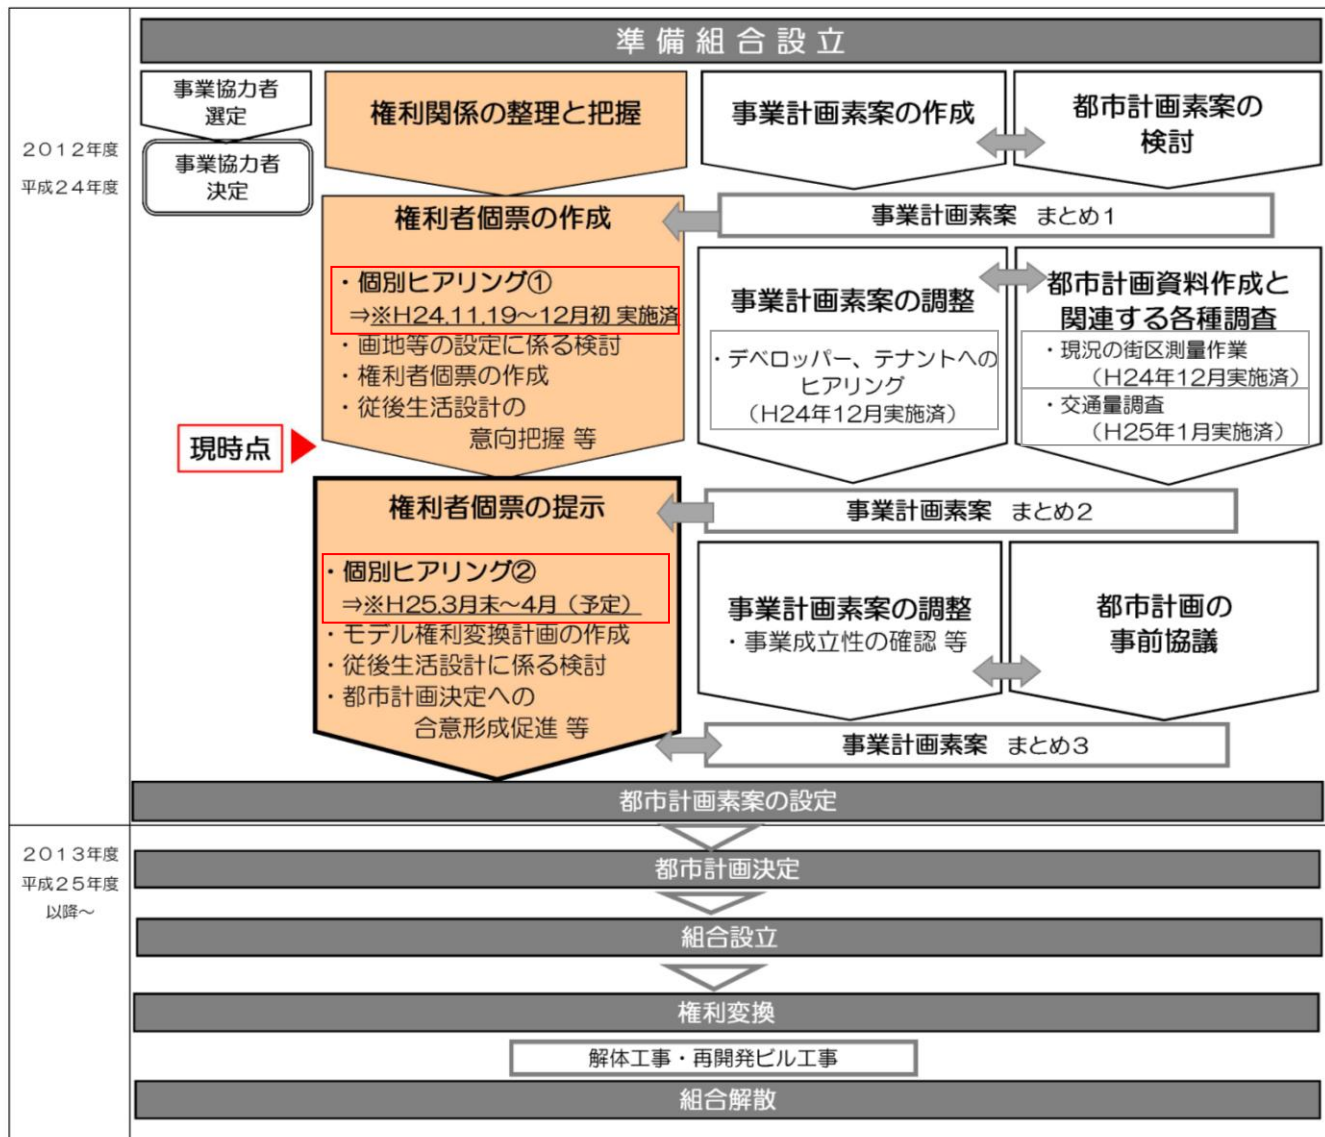 準備組合設立
２０１２年度
平成２４年度
事業協力者
選定
事業協力者
決定
権利関係の整理と把握
事業計画素案の作成
都市計画素案の
検討
権利者個票の作成
事業計画素案 まとめ１
・個別ヒアリング①
⇒※H24.11.19～12月初 実施済
・画地等の設定に係る検討
・権利者個票の作成
・従後生活設計の
意向把握 等
事業計画素案の調整
・デベロッパー、テナントへの
ヒアリング
（H24年12月実施済）
都市計画資料作成と
関連する各種調査
・現況の街区測量作業
（H24年12月実施済）
・交通量調査
（H25年１月実施済）
現時点
権利者個票の提示
事業計画素案 まとめ２
・個別ヒアリング②
⇒※H25.3月末～4月（予定）
・モデル権利変換計画の作成
・従後生活設計に係る検討
・都市計画決定への
合意形成促進 等
事業計画素案の調整
・事業成立性の確認 等
都市計画の
事前協議
事業計画素案 まとめ３
都市計画素案の設定
２０１３年度
平成２５年度
以降～
都市計画決定
組合設立
権利変換
解体工事・再開発ビル工事
組合解散